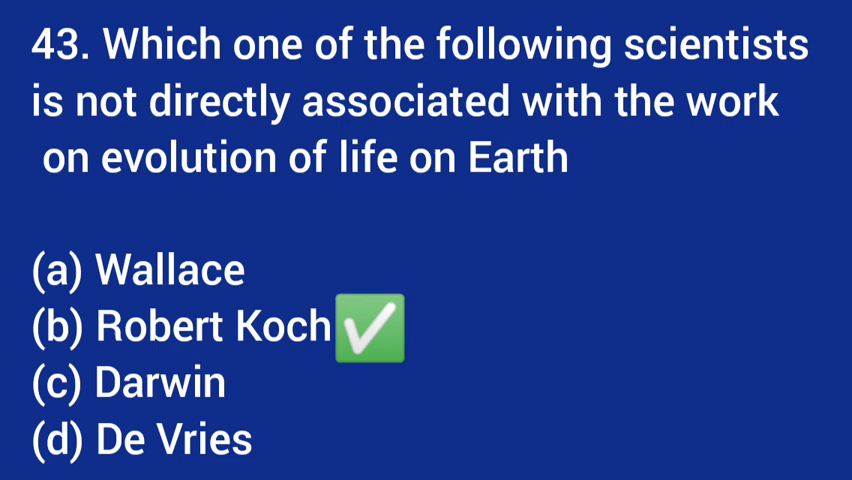 43. Which one of the following scientists
is not directly associated with the work
on evolution of life on Earth
(a) Wallace
(b) Robert Koch✅
(c) Darwin
(d) De Vries